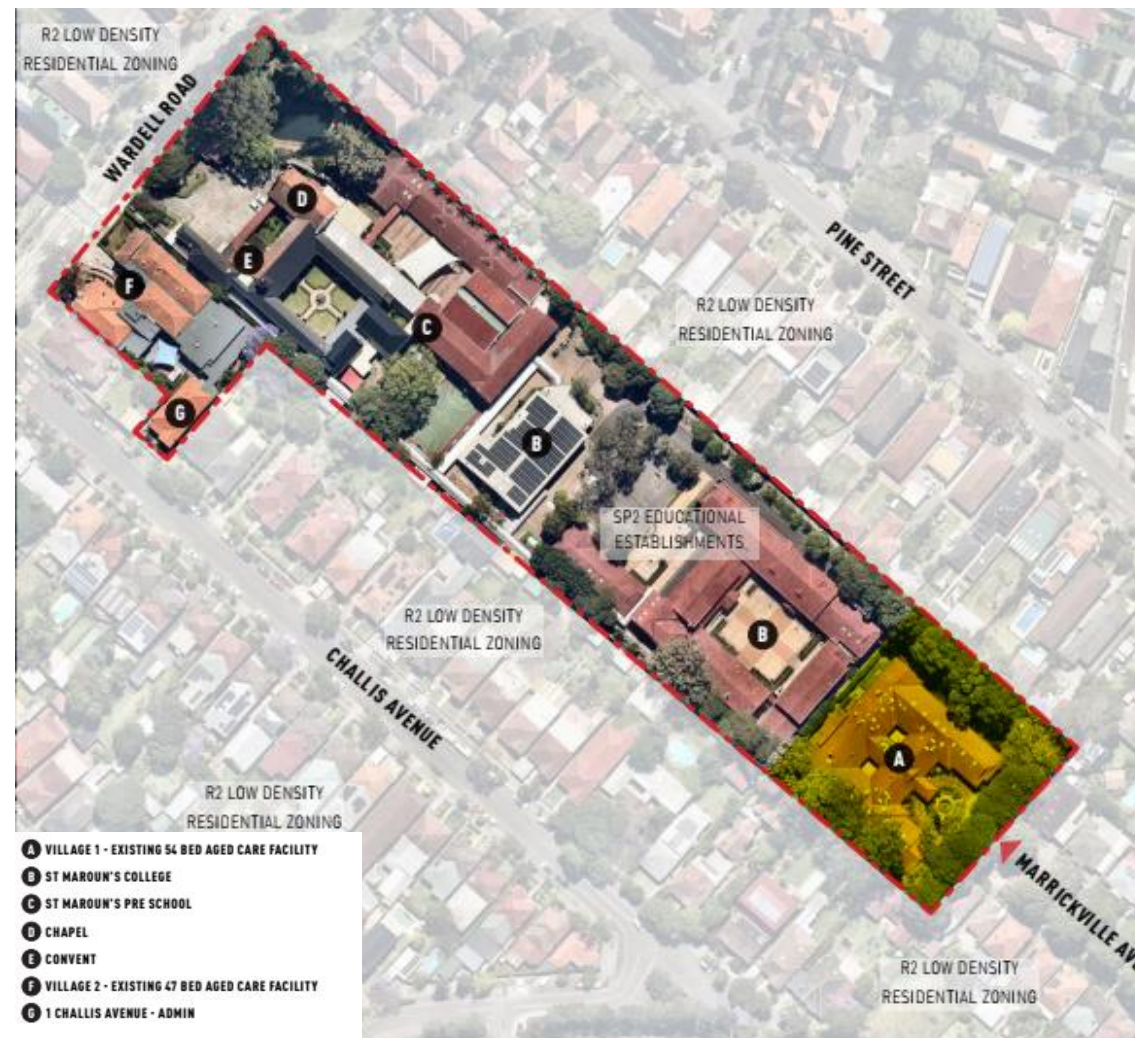 R2 LOW DENSITY
RESIDENTIAL ZONING
WARDELL ROAD
D
E
F
C
G
B
PINE STREET
R2 LOW DENSITY
RESIDENTIAL ZONING
SP2 EDUCATIONAL
ESTABLISHMENTS
R2 LOW DENSITY
RESIDENTIAL ZONING
B
CHALLIS AVENUE
A
R2 LOW DENSITY
RESIDENTIAL ZONING
MARRICKVILLE AV
R2 LOW DENSITY
RESIDENTIAL ZONING
A VILLAGE 1 - EXISTING 54 BED AGED CARE FACILITY
B ST MAROUN'S COLLEGE
C ST MAROUN'S PRE SCHOOL
D CHAPEL
E CONVENT
F VILLAGE 2 - EXISTING 47 BED AGED CARE FACILITY
G 1 CHALLIS AVENUE - ADMIN